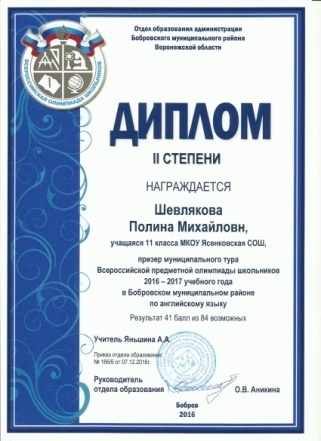 Отдел образования администрации
Бобровского муниципального района
Воронежской области
ВСЕРОССИЙСКАЯ ОЛИМПИАДА ШКОЛЬНИКОВ
ДИПЛОМ
II СТЕПЕНИ
НАГРАЖДАЕТСЯ
Шевлякова
Полина Михайловн,
учащаяся 11 класса МКОУ Ясенковская СОШ,
призер муниципального тура
Всероссийской предметной олимпиады школьников
2016 – 2017 учебного года
в Бобровском муниципальном районе
по английскому языку
Результат 41 балл из 84 возможных
Учитель Яньшина А.А.
Приказ отдела образования
№ 166/6 от 07.12.2016г.
Руководитель
отдела образования О.В. Аникина
Бобров
2016